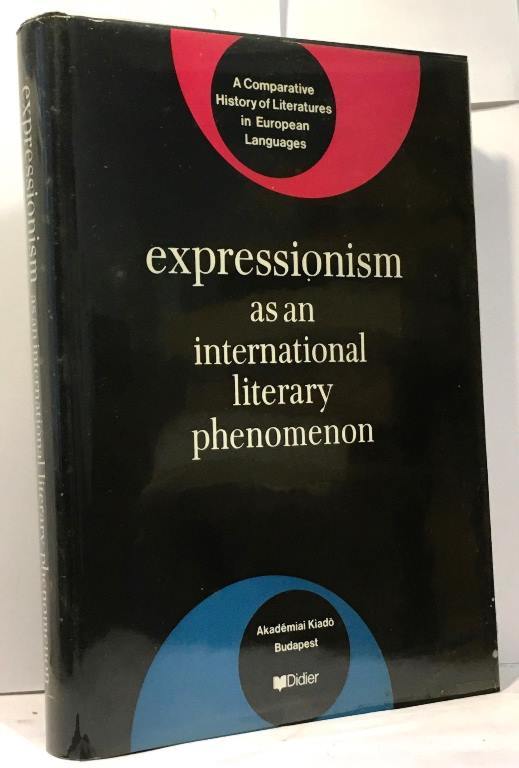 A Comparative
History of Literatures
in European
Languages
expressionism
as an
international
literary
phenomenon
Akadémiai Kiadò
Budapest
Didier
expressionism as an international literary phenomenon